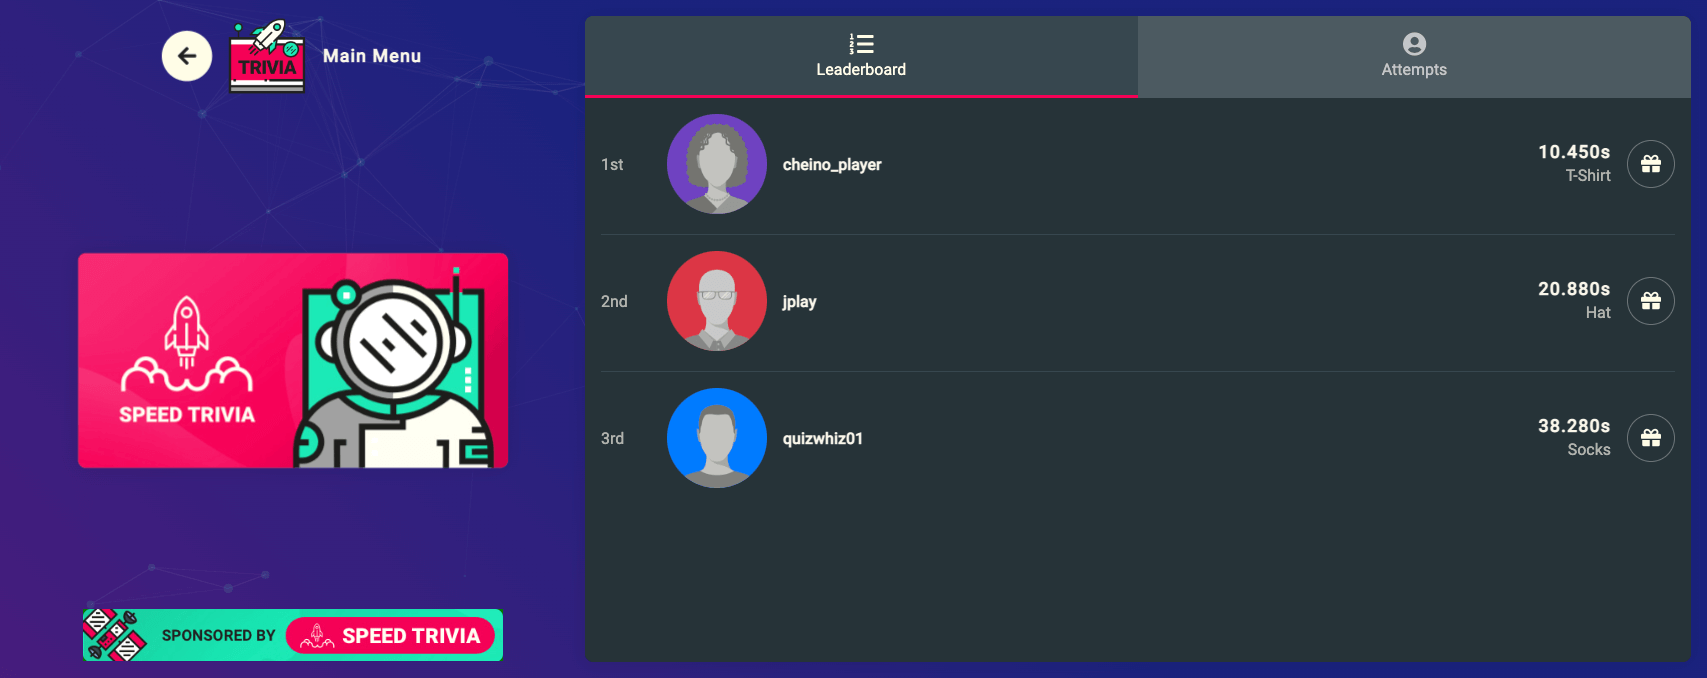 TRIVIA
Main Menu
SPEED TRIVIA
SPONSORED BY SPEED TRIVIA
Leaderboard
Attempts
1st cheino_player 10.450s
T-Shirt
2nd jplay 20.880s
Hat
3rd quizwhiz01 38.280s
Socks